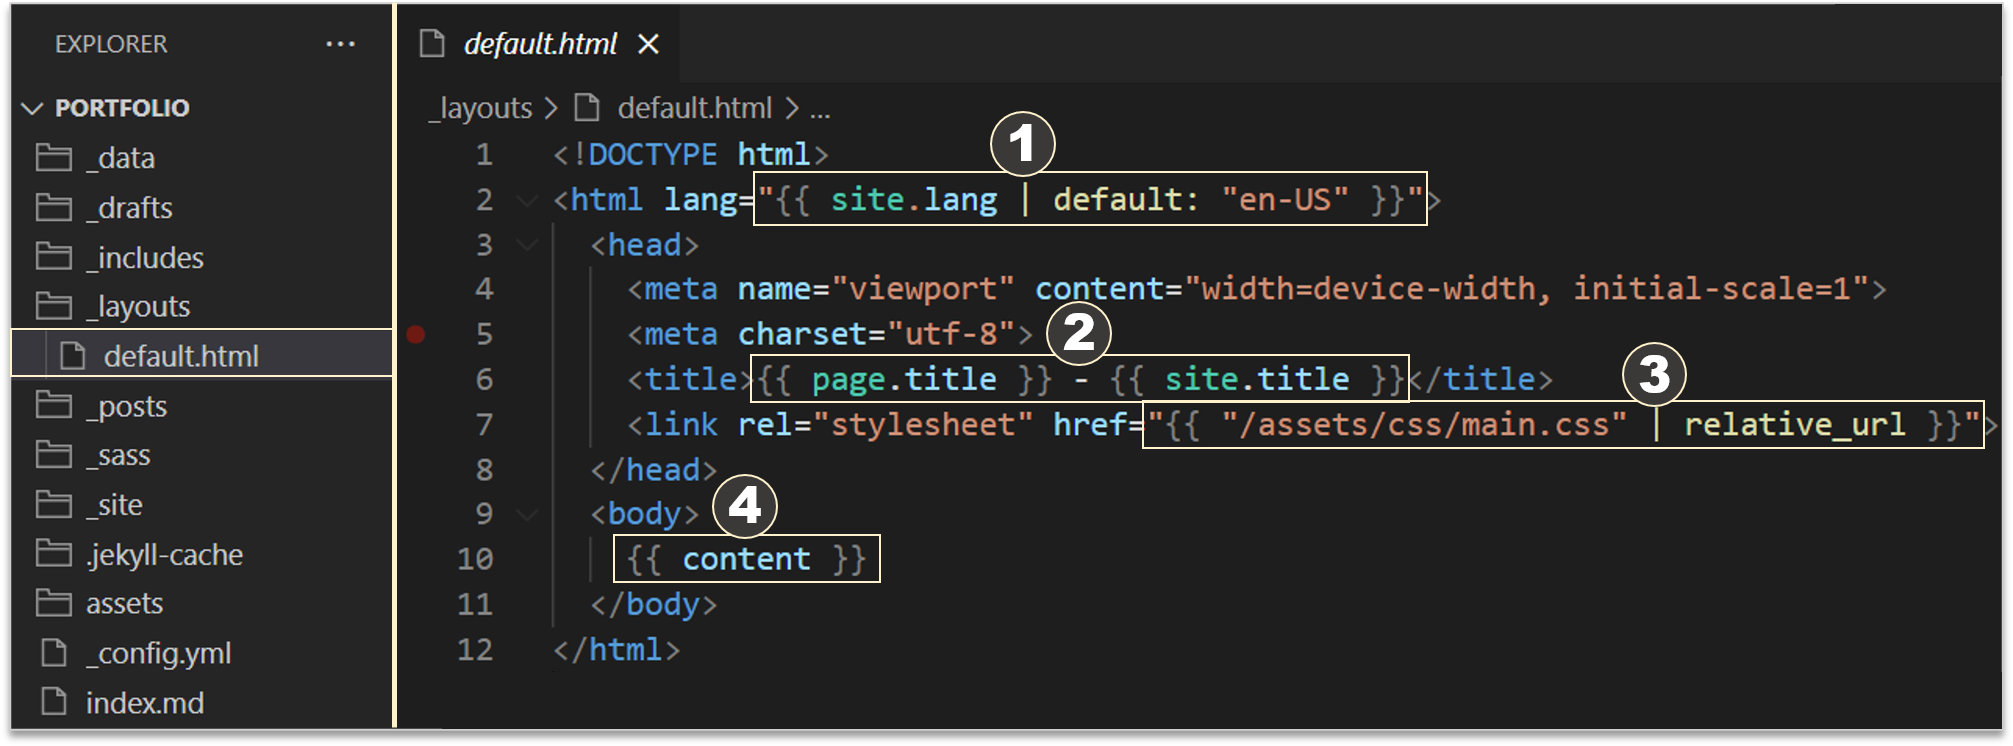 EXPLORER ...
PORTFOLIO
_data
_drafts
_includes
_layouts
default.html
_posts
_sass
_site
.jekyll-cache
assets
_config.yml
index.md
default.html
_layouts > default.html > ...
1
1 <!DOCTYPE html>
2 <html lang="{{ site.lang | default: "en-US" }}">
3 <head>
4 <meta name="viewport" content="width=device-width, initial-scale=1">
5 <meta charset="utf-8">
2
6 <title>{{ page.title }} - {{ site.title }}</title>
3
7 <link rel="stylesheet" href="{{ "/assets/css/main.css" | relative_url }}">
8 </head>
9 <body>
4
10 {{ content }}
11 </body>
12 </html>